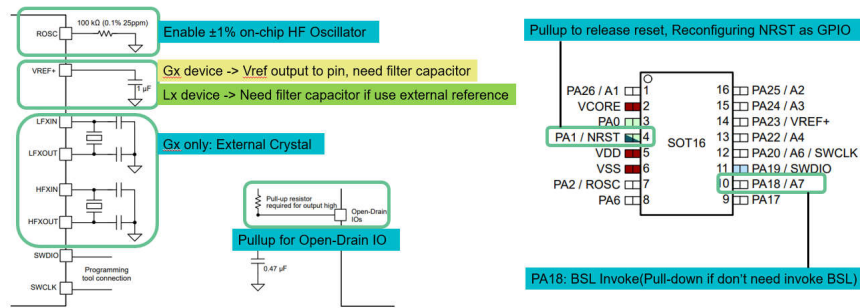 ROSC
100 kΩ (0.1% 25ppm)
Enable ±1% on-chip HF Oscillator
VREF+
1 µF
Gx device -> Vref output to pin, need filter capacitor
Lx device -> Need filter capacitor if use external reference
LFXIN
LFXOUT
HFXIN
HFXOUT
Gx only: External Crystal
Pull-up resistor
required for output high
Open-Drain
IOs
Pullup for Open-Drain IO
0.47 µF
SWDIO
SWCLK
Programming
tool connection
Pullup to release reset, Reconfiguring NRST as GPIO
PA26 / A1 1
VCORE 2
PA0 3
PA1 / NRST 4
VDD 5
VSS 6
PA2 / ROSC 7
PA6 8
SOT16
16 PA25 / A2
15 PA24 / A3
14 PA23 / VREF+
13 PA22 / A4
12 PA20 / A6 / SWCLK
11 PA19 / SWDIO
10 PA18 / A7
9 PA17
PA18: BSL Invoke(Pull-down if don't need invoke BSL)